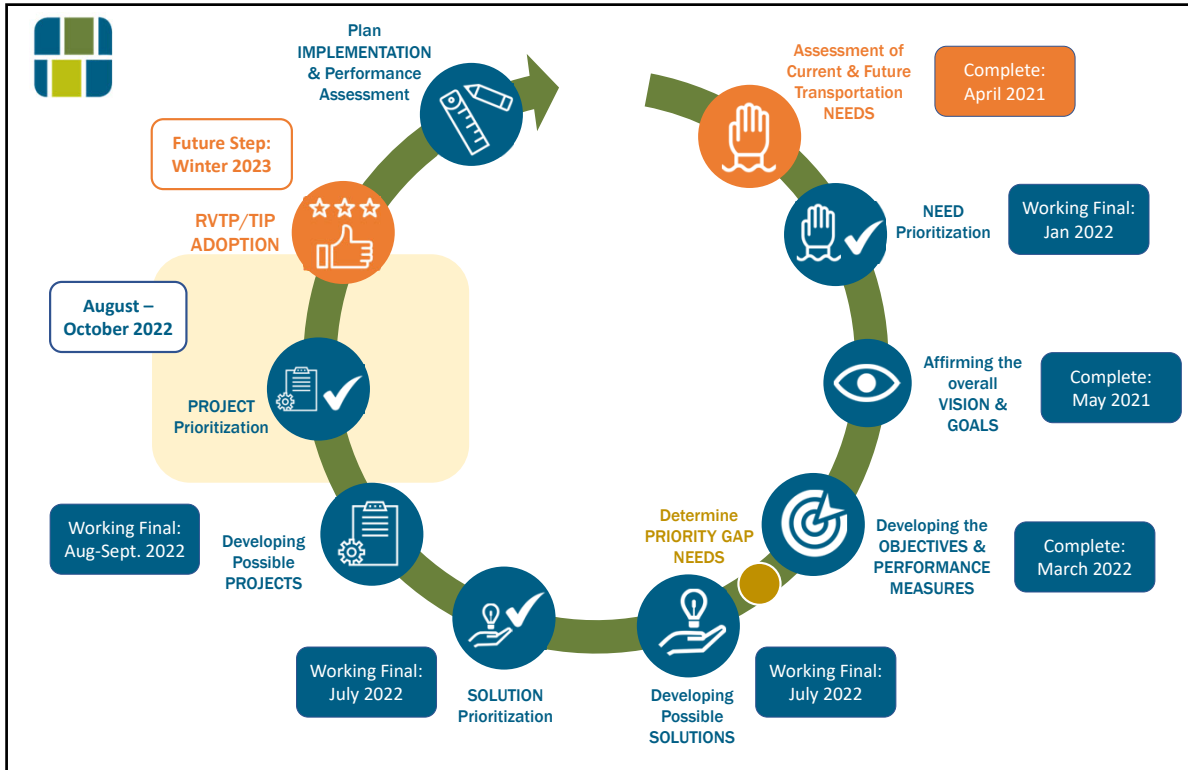 Assessment of
Current & Future
Transportation
NEEDS
Complete:
April 2021
NEED
Prioritization
Working Final:
Jan 2022
Affirming the
overall
VISION &
GOALS
Complete:
May 2021
Developing the
OBJECTIVES &
PERFORMANCE
MEASURES
Complete:
March 2022
Determine
PRIORITY GAP
NEEDS
Developing
Possible
SOLUTIONS
Working Final:
July 2022
SOLUTION
Prioritization
Working Final:
July 2022
Developing
Possible
PROJECTS
Working Final:
Aug-Sept. 2022
PROJECT
Prioritization
August –
October 2022
RVTP/TIP
ADOPTION
Future Step:
Winter 2023
Plan
IMPLEMENTATION
& Performance
Assessment